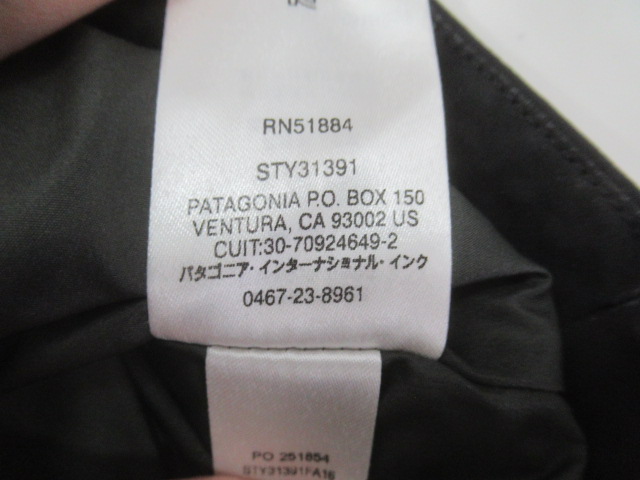 RN51884
STY31391
PATAGONIA P.O. BOX 150
VENTURA, CA 93002 US
CUIT:30-70924649-2
パタゴニア・インターナショナル・インク
0467-23-8961
PO 251854
STY31391FA16